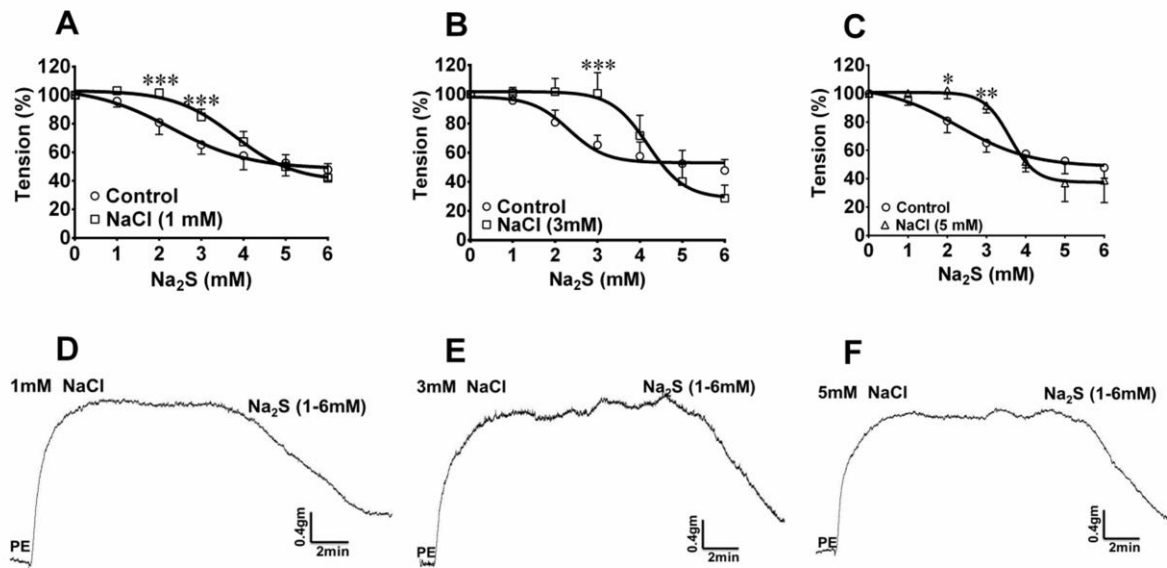 A
B
C
Tension (%)
120
100
80
60
40
20
0
***
***
Control
NaCl (1 mM)
0 1 2 3 4 5 6
Na₂S (mM)
Tension (%)
120
100
80
60
40
20
0
***
Control
NaCl (3mM)
0 1 2 3 4 5 6
Na₂S (mM)
Tension (%)
120
100
80
60
40
20
0
*
**
Control
NaCl (5 mM)
0 1 2 3 4 5 6
Na₂S (mM)
D
1mM NaCl
Na₂S (1-6mM)
PE
0.4gm
2min
E
3mM NaCl
Na₂S (1-6mM)
PE
0.4gm
2min
F
5mM NaCl
Na₂S (1-6mM)
PE
0.4gm
2min